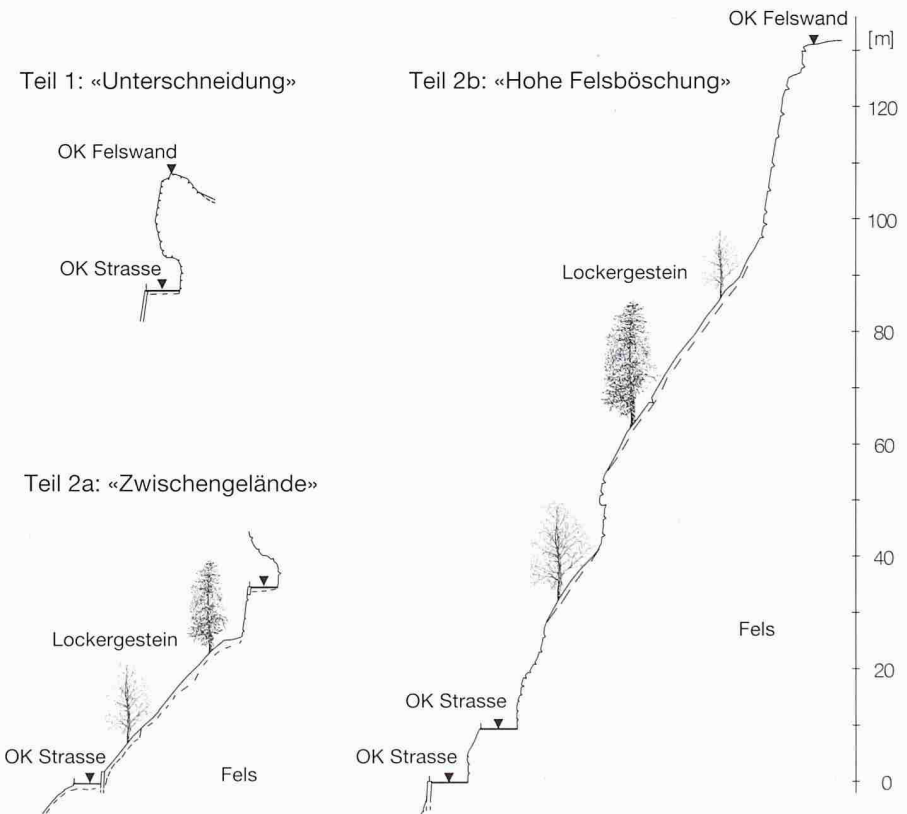 OK Felswand
[m]
Teil 1: «Unterschneidung»
Teil 2b: «Hohe Felsböschung»
120
OK Felswand
100
OK Strasse
Lockergestein
80
60
Teil 2a: «Zwischengelände»
40
Lockergestein
Fels
20
OK Strasse
OK Strasse
OK Strasse
Fels
0